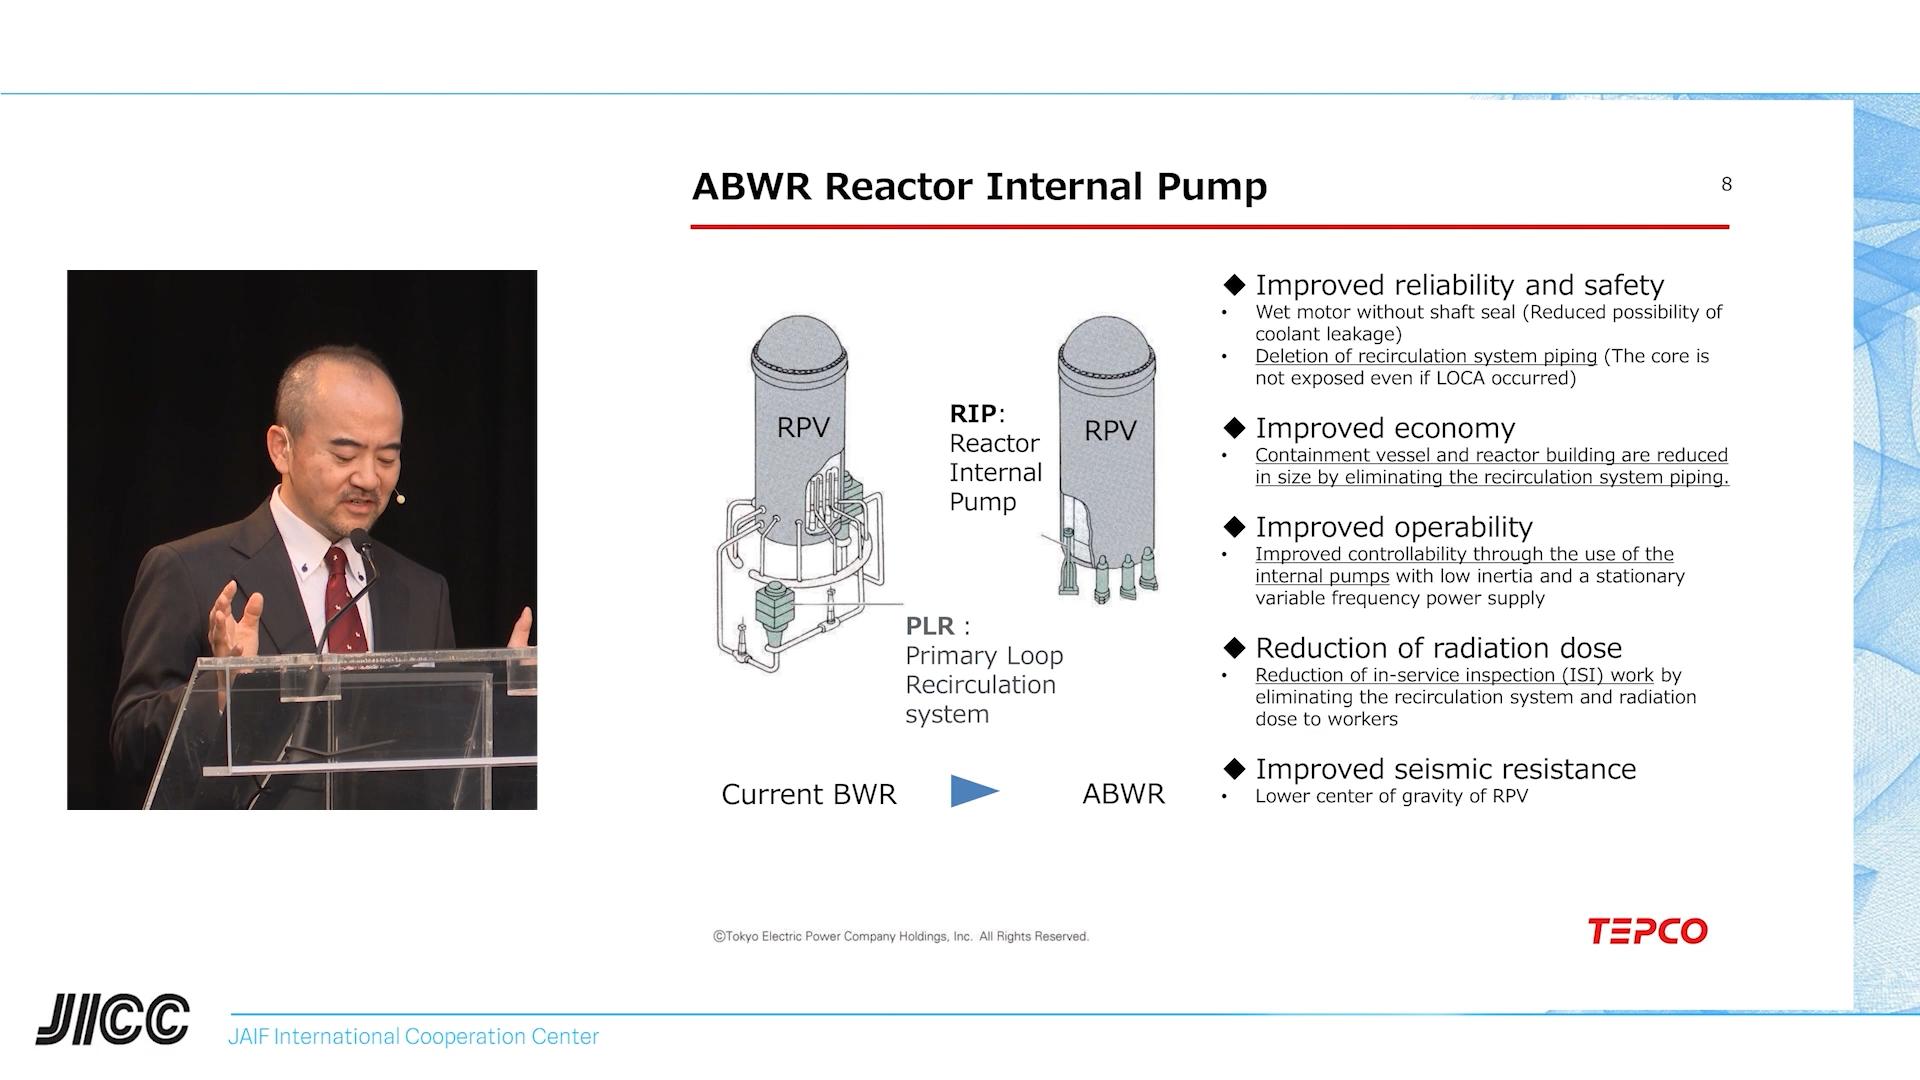 ABWR Reactor Internal Pump
8
RPV
RIP:
Reactor
Internal
Pump
RPV
PLR :
Primary Loop
Recirculation
system
Current BWR
ABWR
◆ Improved reliability and safety
• Wet motor without shaft seal (Reduced possibility of
coolant leakage)
• Deletion of recirculation system piping (The core is
not exposed even if LOCA occurred)
◆ Improved economy
• Containment vessel and reactor building are reduced
in size by eliminating the recirculation system piping.
◆ Improved operability
• Improved controllability through the use of the
internal pumps with low inertia and a stationary
variable frequency power supply
◆ Reduction of radiation dose
• Reduction of in-service inspection (ISI) work by
eliminating the recirculation system and radiation
dose to workers
◆ Improved seismic resistance
• Lower center of gravity of RPV
©Tokyo Electric Power Company Holdings, Inc. All Rights Reserved.
TEPCO
JICC
JAIF International Cooperation Center